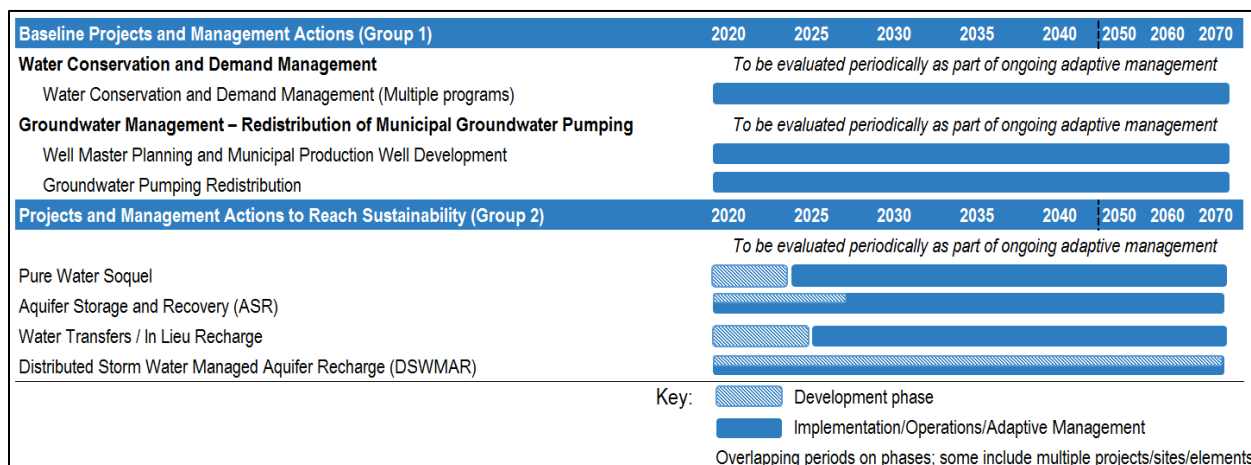 Baseline Projects and Management Actions (Group 1) 2020 2025 2030 2035 2040 2050 2060 2070
Water Conservation and Demand Management To be evaluated periodically as part of ongoing adaptive management
Water Conservation and Demand Management (Multiple programs)
Groundwater Management – Redistribution of Municipal Groundwater Pumping To be evaluated periodically as part of ongoing adaptive management
Well Master Planning and Municipal Production Well Development
Groundwater Pumping Redistribution
Projects and Management Actions to Reach Sustainability (Group 2) 2020 2025 2030 2035 2040 2050 2060 2070
To be evaluated periodically as part of ongoing adaptive management
Pure Water Soquel
Aquifer Storage and Recovery (ASR)
Water Transfers / In Lieu Recharge
Distributed Storm Water Managed Aquifer Recharge (DSWMAR)
Key: Development phase
Implementation/Operations/Adaptive Management
Overlapping periods on phases; some include multiple projects/sites/elements